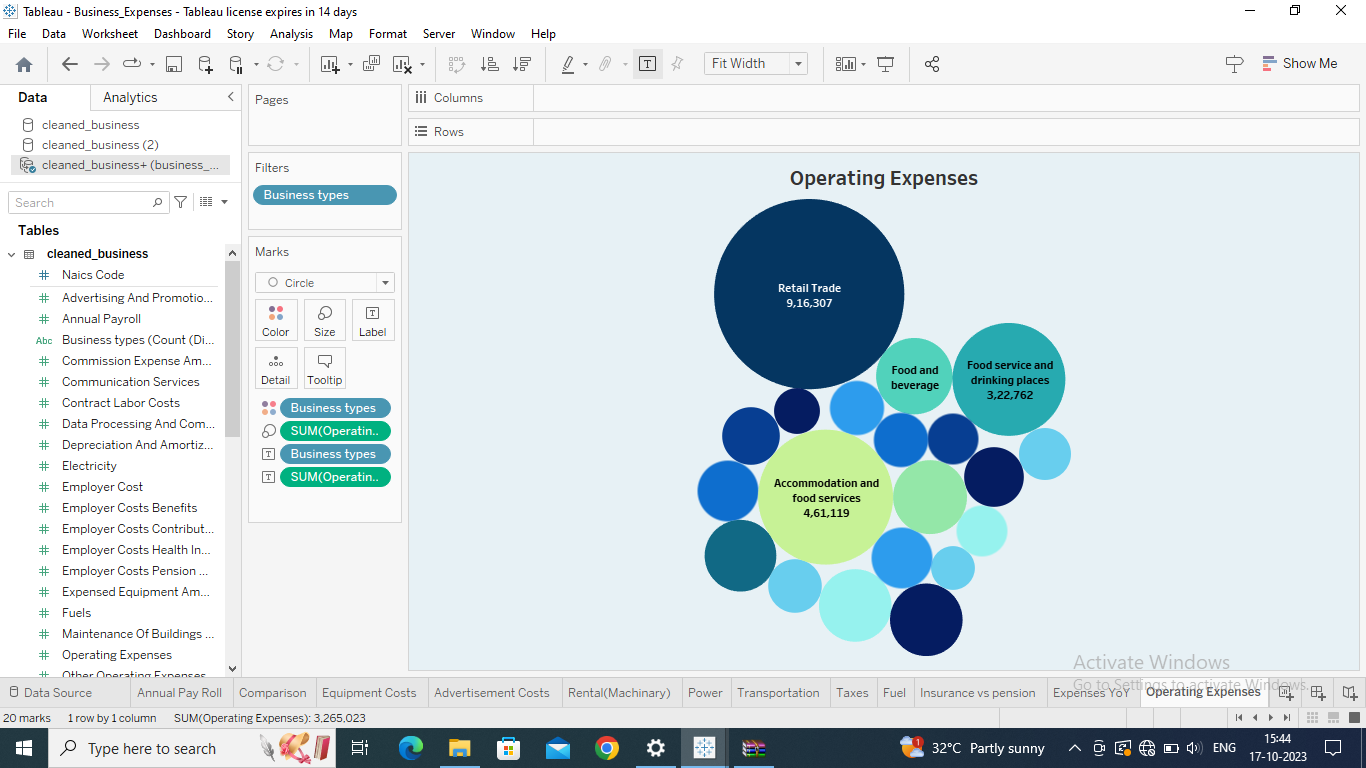 Tableau - Business_Expenses - Tableau license expires in 14 days
File Data Worksheet Dashboard Story Analysis Map Format Server Window Help
Fit Width
Show Me
Data Analytics
cleaned_business
cleaned_business (2)
cleaned_business+ (business_...
Search
Tables
cleaned_business
Naics Code
Advertising And Promotio...
Annual Payroll
Abc Business types (Count (Di...
Commission Expense Am...
Communication Services
Contract Labor Costs
Data Processing And Com...
Depreciation And Amortiz...
Electricity
Employer Cost
Employer Costs Benefits
Employer Costs Contribut...
Employer Costs Health In...
Employer Costs Pension ...
Expensed Equipment Am...
Fuels
Maintenance Of Buildings ...
Operating Expenses
Other Operating Expenses
Pages
Filters
Business types
Marks
Circle
Color Size Label
Detail Tooltip
Business types
SUM(Operatin..
Business types
SUM(Operatin..
Columns
Rows
Operating Expenses
Retail Trade
9,16,307
Food and
beverage
Food service and
drinking places
3,22,762
Accommodation and
food services
4,61,119
Activate Windows
Go to Settings to activate Windows.
Data Source Annual Pay Roll Comparison Equipment Costs Advertisement Costs Rental(Machinary) Power Transportation Taxes Fuel Insurance vs pension Expenses YoY Operating Expenses
20 marks 1 row by 1 column SUM(Operating Expenses): 3,265,023
Type here to search
1
32°C Partly sunny
ENG
15:44
17-10-2023